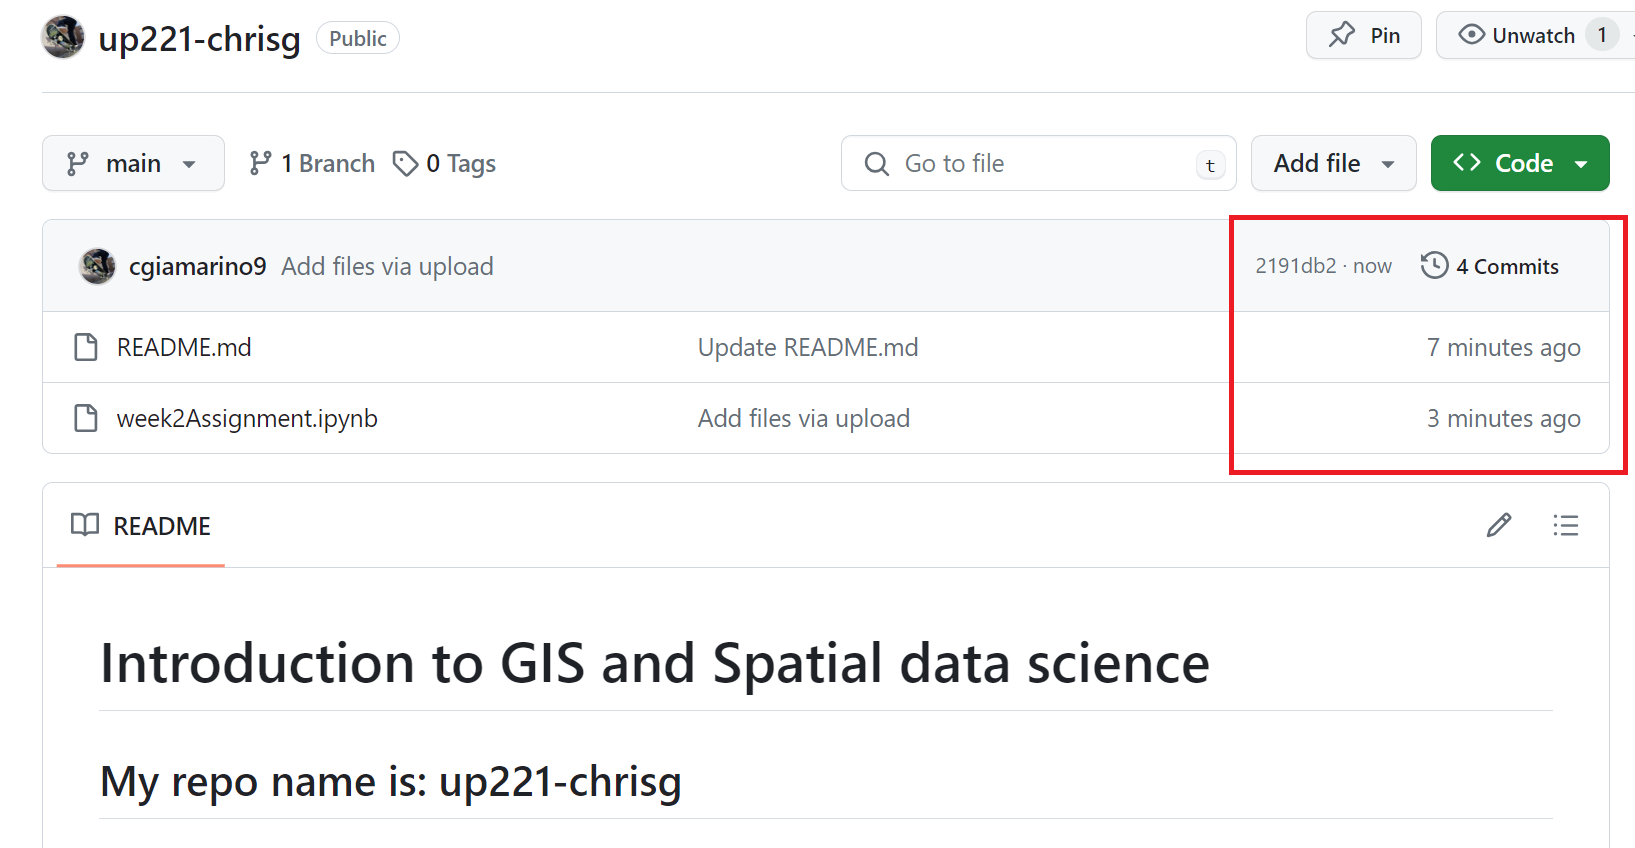 up221-chrisg Public Pin Unwatch 1
main 1 Branch 0 Tags Go to file t Add file Code
cgiamarino9 Add files via upload 2191db2 · now 4 Commits
README.md Update README.md 7 minutes ago
week2Assignment.ipynb Add files via upload 3 minutes ago
README
Introduction to GIS and Spatial data science
My repo name is: up221-chrisg